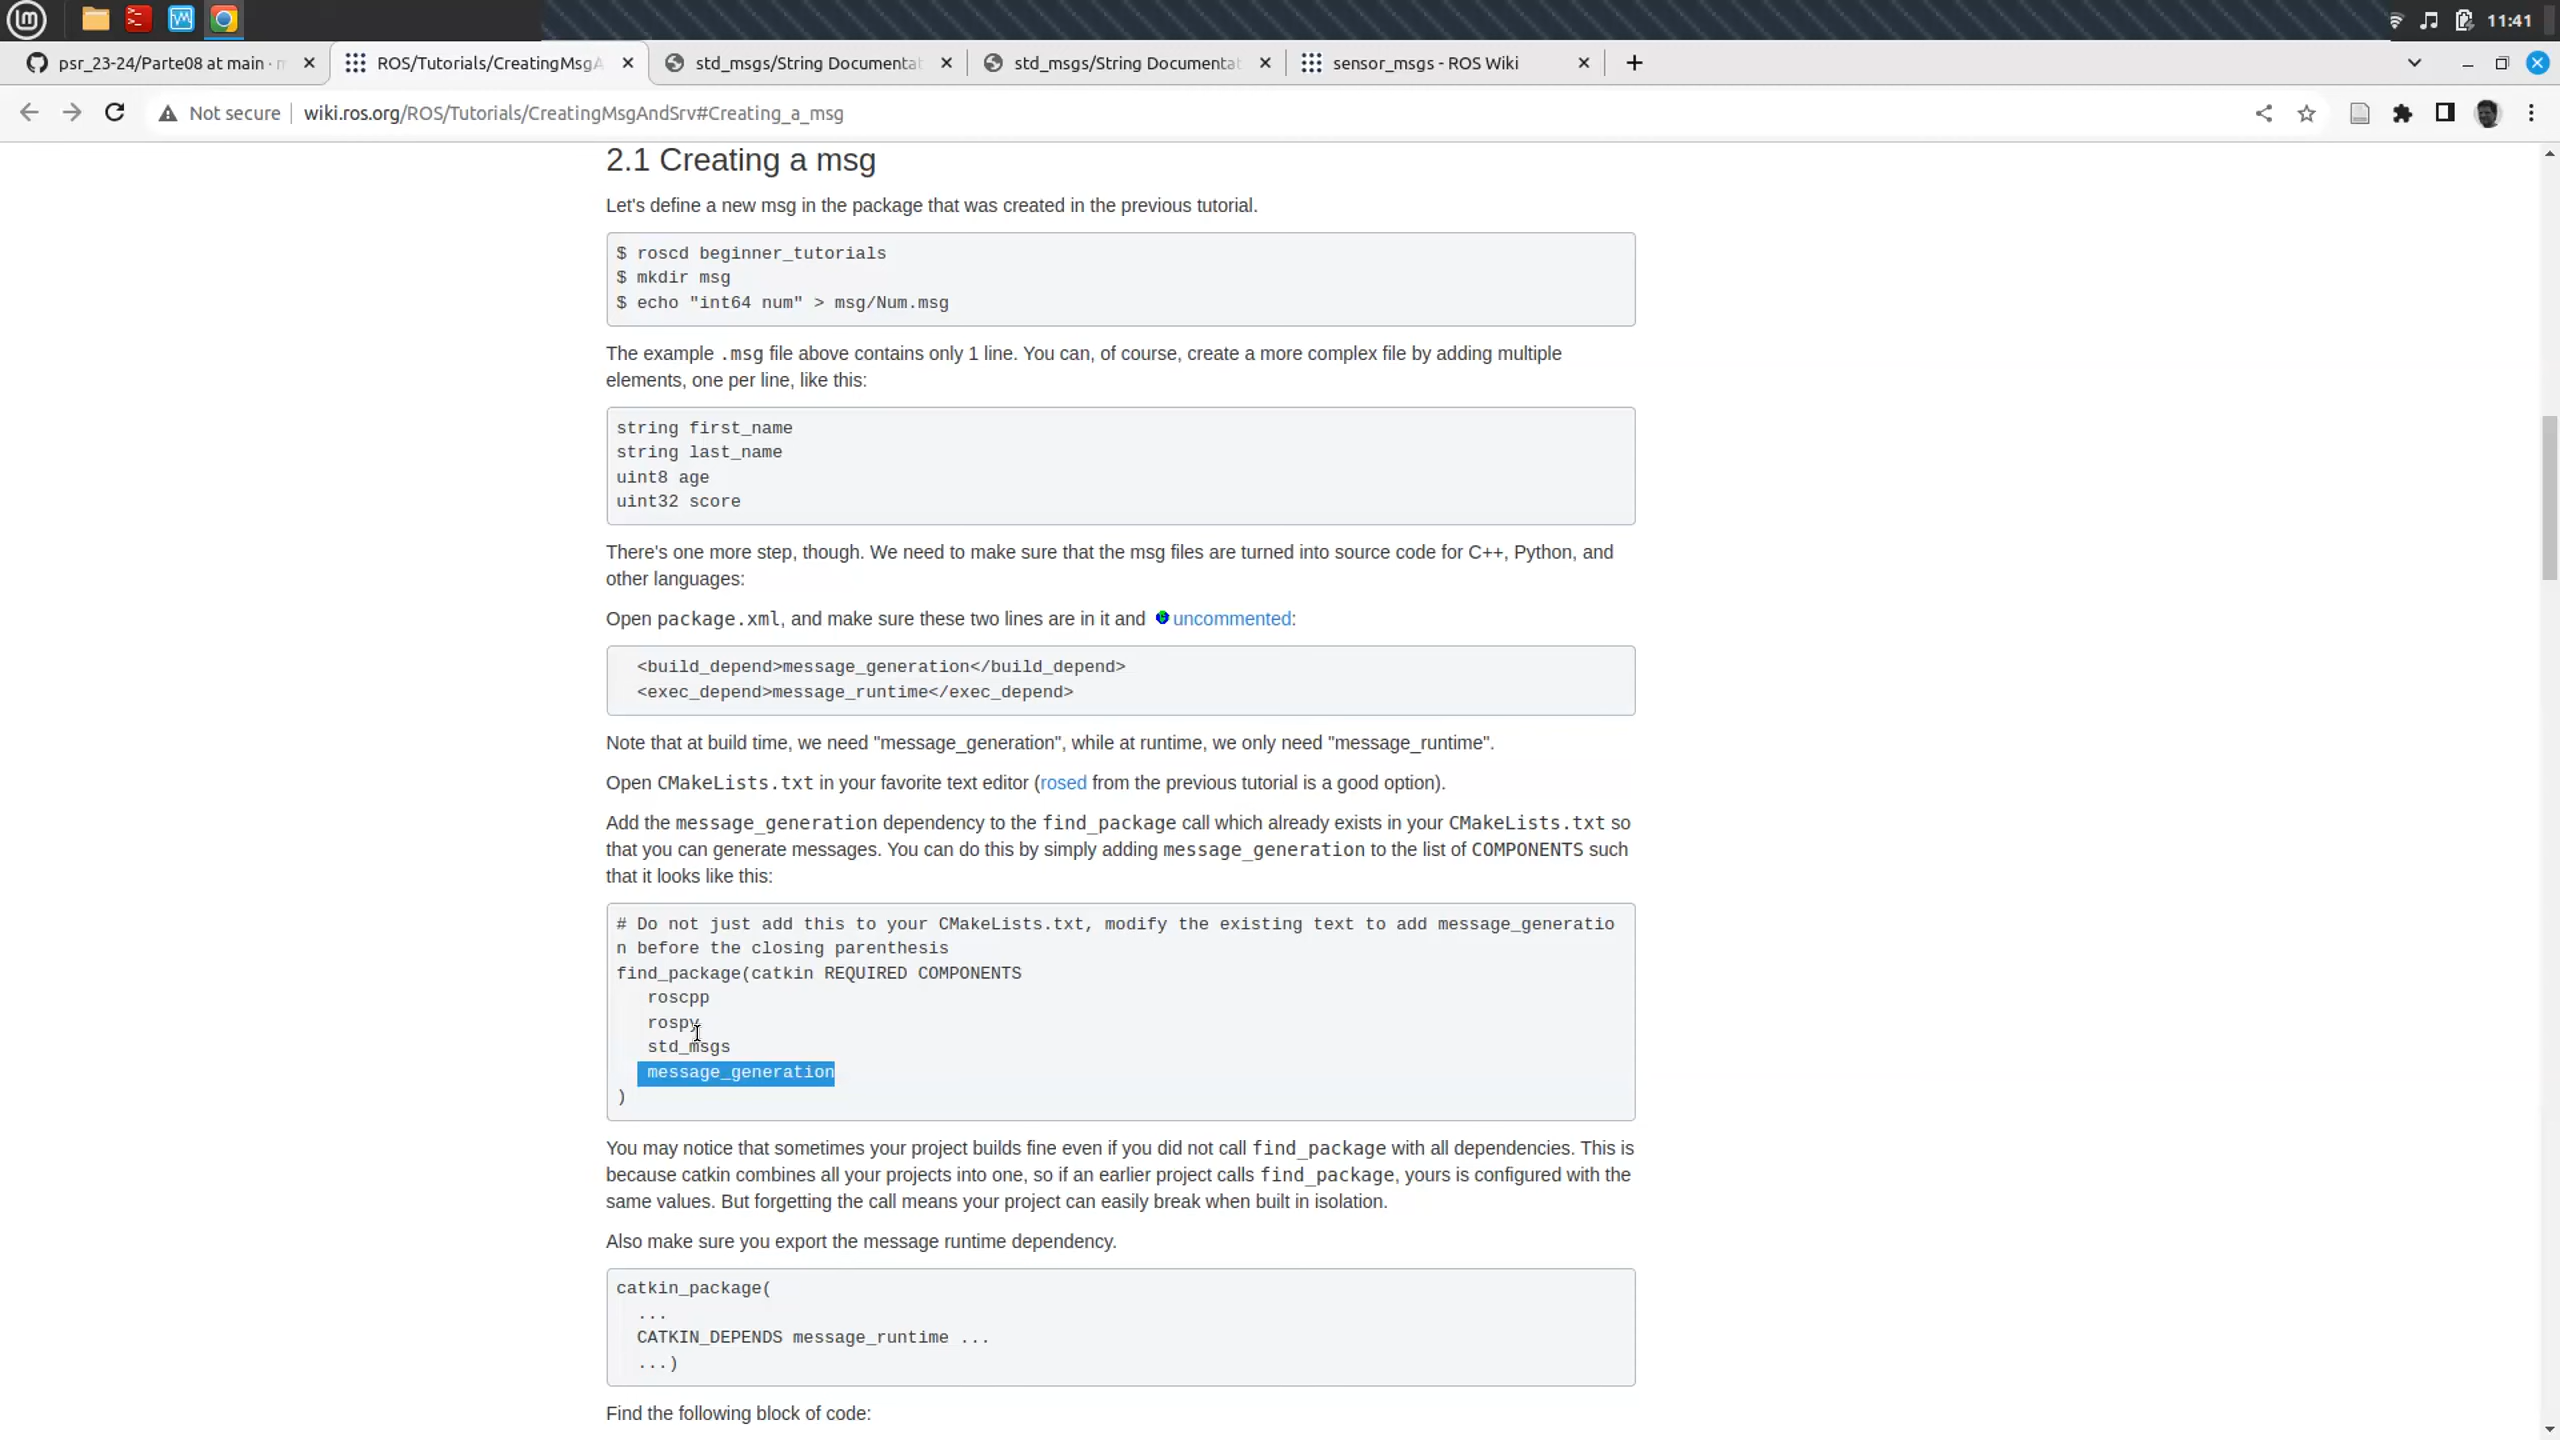 11:41
psr_23-24/Parte08 at main ·
ROS/Tutorials/CreatingMsgA
std_msgs/String Documentat
std_msgs/String Documentat
sensor_msgs - ROS Wiki
Not secure
wiki.ros.org/ROS/Tutorials/CreatingMsgAndSrv#Creating_a_msg
2.1 Creating a msg
Let's define a new msg in the package that was created in the previous tutorial.
$ roscd beginner_tutorials
$ mkdir msg
$ echo "int64 num" > msg/Num.msg
The example .msg file above contains only 1 line. You can, of course, create a more complex file by adding multiple
elements, one per line, like this:
string first_name
string last_name
uint8 age
uint32 score
There's one more step, though. We need to make sure that the msg files are turned into source code for C++, Python, and
other languages:
Open package.xml, and make sure these two lines are in it and uncommented:
<build_depend>message_generation</build_depend>
<exec_depend>message_runtime</exec_depend>
Note that at build time, we need "message_generation", while at runtime, we only need "message_runtime".
Open CMakeLists.txt in your favorite text editor (rosed from the previous tutorial is a good option).
Add the message_generation dependency to the find_package call which already exists in your CMakeLists.txt so
that you can generate messages. You can do this by simply adding message_generation to the list of COMPONENTS such
that it looks like this:
# Do not just add this to your CMakeLists.txt, modify the existing text to add message_generatio
n before the closing parenthesis
find_package(catkin REQUIRED COMPONENTS
roscpp
rospy
std_msgs
message_generation
)
You may notice that sometimes your project builds fine even if you did not call find_package with all dependencies. This is
because catkin combines all your projects into one, so if an earlier project calls find_package, yours is configured with the
same values. But forgetting the call means your project can easily break when built in isolation.
Also make sure you export the message runtime dependency.
catkin_package(
...
CATKIN_DEPENDS message_runtime ...
...)
Find the following block of code: